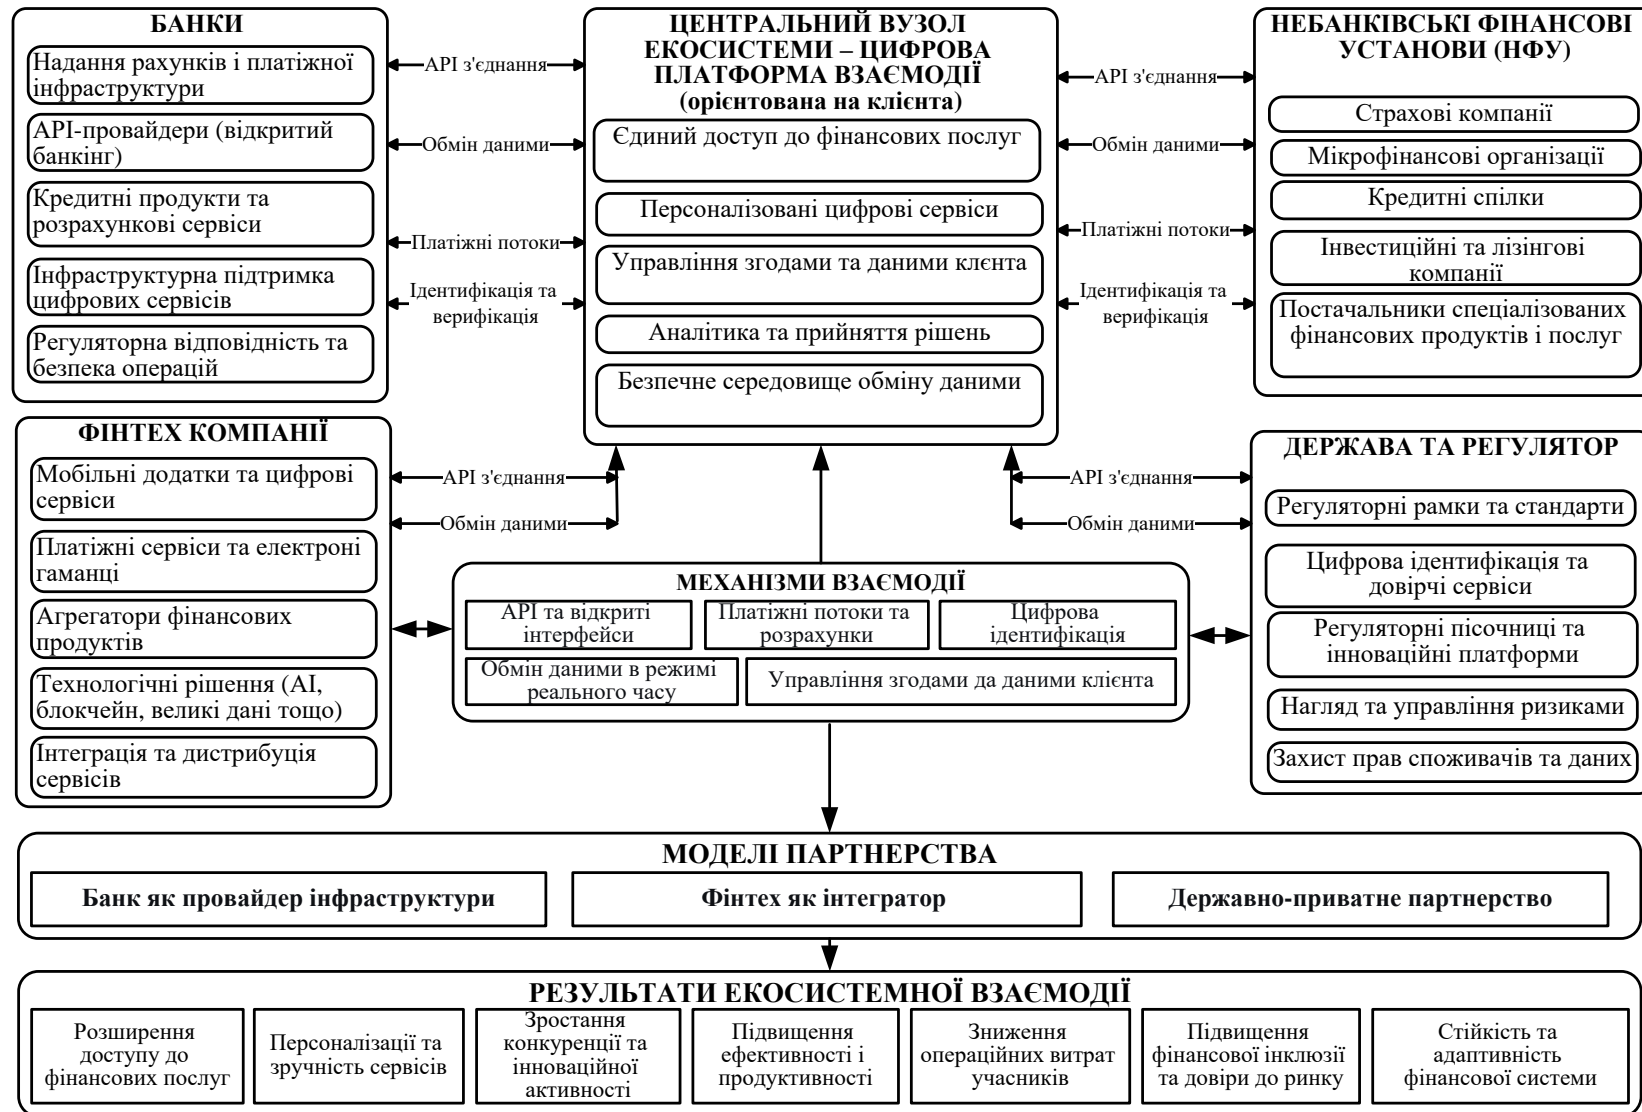 БАНКИ
Надання рахунків і платіжної
інфраструктури
АРІ-провайдери (відкритий
банкінг)
Кредитні продукти та
розрахункові сервіси
Інфраструктурна підтримка
цифрових сервісів
Регуляторна відповідність та
безпека операцій
АРІ з'єднання
Обмін даними
Платіжні потоки
Ідентифікація та
верифікація
ЦЕНТРАЛЬНИЙ ВУЗОЛ
ЕКОСИСТЕМИ – ЦИФРОВА
ПЛАТФОРМА ВЗАЄМОДІЇ
(орієнтована на клієнта)
Єдиний доступ до фінансових послуг
Персоналізовані цифрові сервіси
Управління згодами та даними клєнта
Аналітика та прийняття рішень
Безпечне середовище обміну даними
АРІ з'єднання
Обмін даними
Платіжні потоки
Ідентифікація та
верифікація
НЕБАНКІВСЬКІ ФІНАНСОВІ
УСТАНОВИ (НФУ)
Страхові компанії
Мікрофінансові організації
Кредитні спілки
Інвестиційні та лізингові
компанії
Постачальники спеціалізованих
фінансових продуктів і послуг
ФІНТЕХ КОМПАНІЇ
Мобільні додатки та цифрові
сервіси
Платіжні сервіси та електроні
гаманці
Агрегатори фінансових
продуктів
Технологічні рішення (АІ,
блокчейн, великі дані тощо)
Інтеграція та дистрибуція
сервісів
АРІ з'єднання
Обмін даними
АРІ з'єднання
Обмін даними
МЕХАНІЗМИ ВЗАЄМОДІЇ
АРІ та відкриті
інтерфейси
Платіжні потоки та
розрахунки
Цифрова
ідентифікація
Обмін даними в режимі
реального часу
Управління згодами да даними клієнта
ДЕРЖАВА ТА РЕГУЛЯТОР
Регуляторні рамки та стандарти
Цифрова ідентифікація та
довірчі сервіси
Регуляторні пісочниці та
інноваційні платформи
Нагляд та управління ризиками
Захист прав споживачів та даних
МОДЕЛІ ПАРТНЕРСТВА
Банк як провайдер інфраструктури
Фінтех як інтегратор
Державно-приватне партнерство
РЕЗУЛЬТАТИ ЕКОСИСТЕМНОЇ ВЗАЄМОДІЇ
Розширення
доступу до
фінансових послуг
Персоналізації та
зручність сервісів
Зростання
конкуренції та
інноваційної
активності
Підвищення
ефективності і
продуктивності
Зниження
операційних витрат
учасників
Підвищення
фінансової інклюзії
та довіри до ринку
Стійкість та
адаптивність
фінансової системи